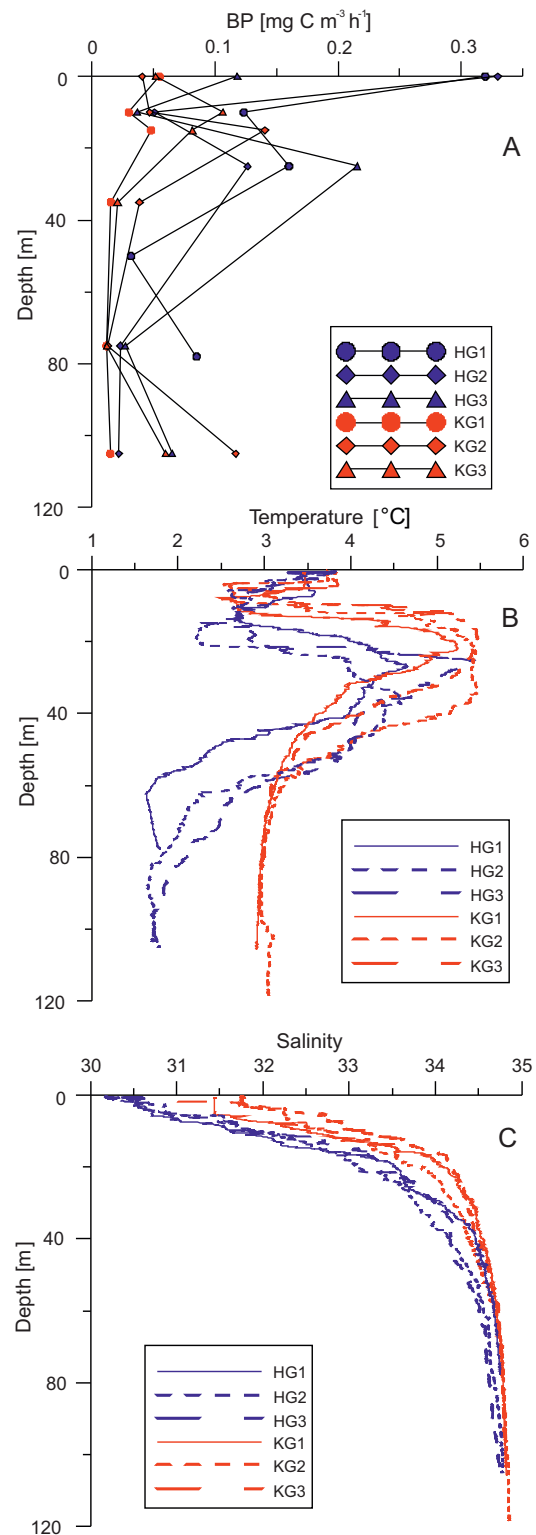 BP [mg C m⁻³ h⁻¹]
0 0.1 0.2 0.3
0
A
40
Depth [m]
80
HG1
HG2
HG3
KG1
KG2
KG3
120
Temperature [°C]
1 2 3 4 5 6
0
B
40
Depth [m]
80
HG1
HG2
HG3
KG1
KG2
KG3
120
Salinity
30 31 32 33 34 35
0
C
40
Depth [m]
80
HG1
HG2
HG3
KG1
KG2
KG3
120